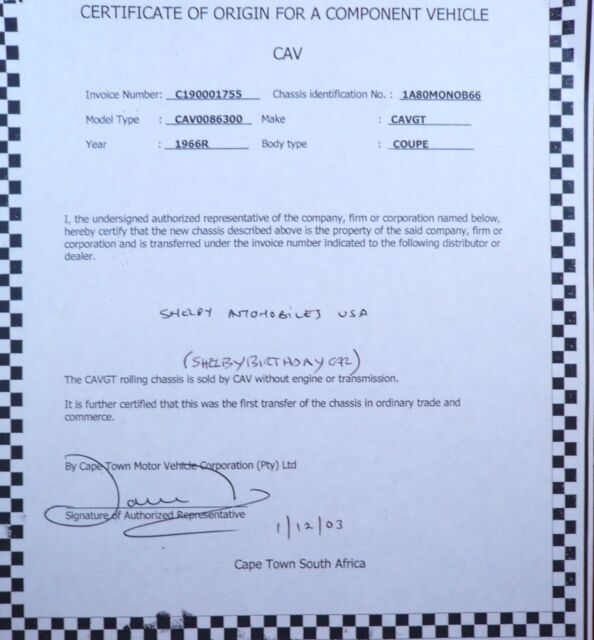 CERTIFICATE OF ORIGIN FOR A COMPONENT VEHICLE
CAV
Invoice Number: C190001755 Chassis identification No. : 1A80MONOB66
Model Type : CAV0086300 Make : CAVGT
Year : 1966R Body type : COUPE
I, the undersigned authorized representative of the company, firm or corporation named below,
hereby certify that the new chassis described above is the property of the said company, firm or
corporation and is transferred under the invoice number indicated to the following distributor or
dealer.
SHELBY AUTOMOBILES USA
(SHELBY BIRTHDAY CAR)
The CAVGT rolling chassis is sold by CAV without engine or transmission.
It is further certified that this was the first transfer of the chassis in ordinary trade and
commerce.
By Cape Town Motor Vehicle Corporation (Pty) Ltd
Signature of Authorized Representative
1/12/03
Cape Town South Africa